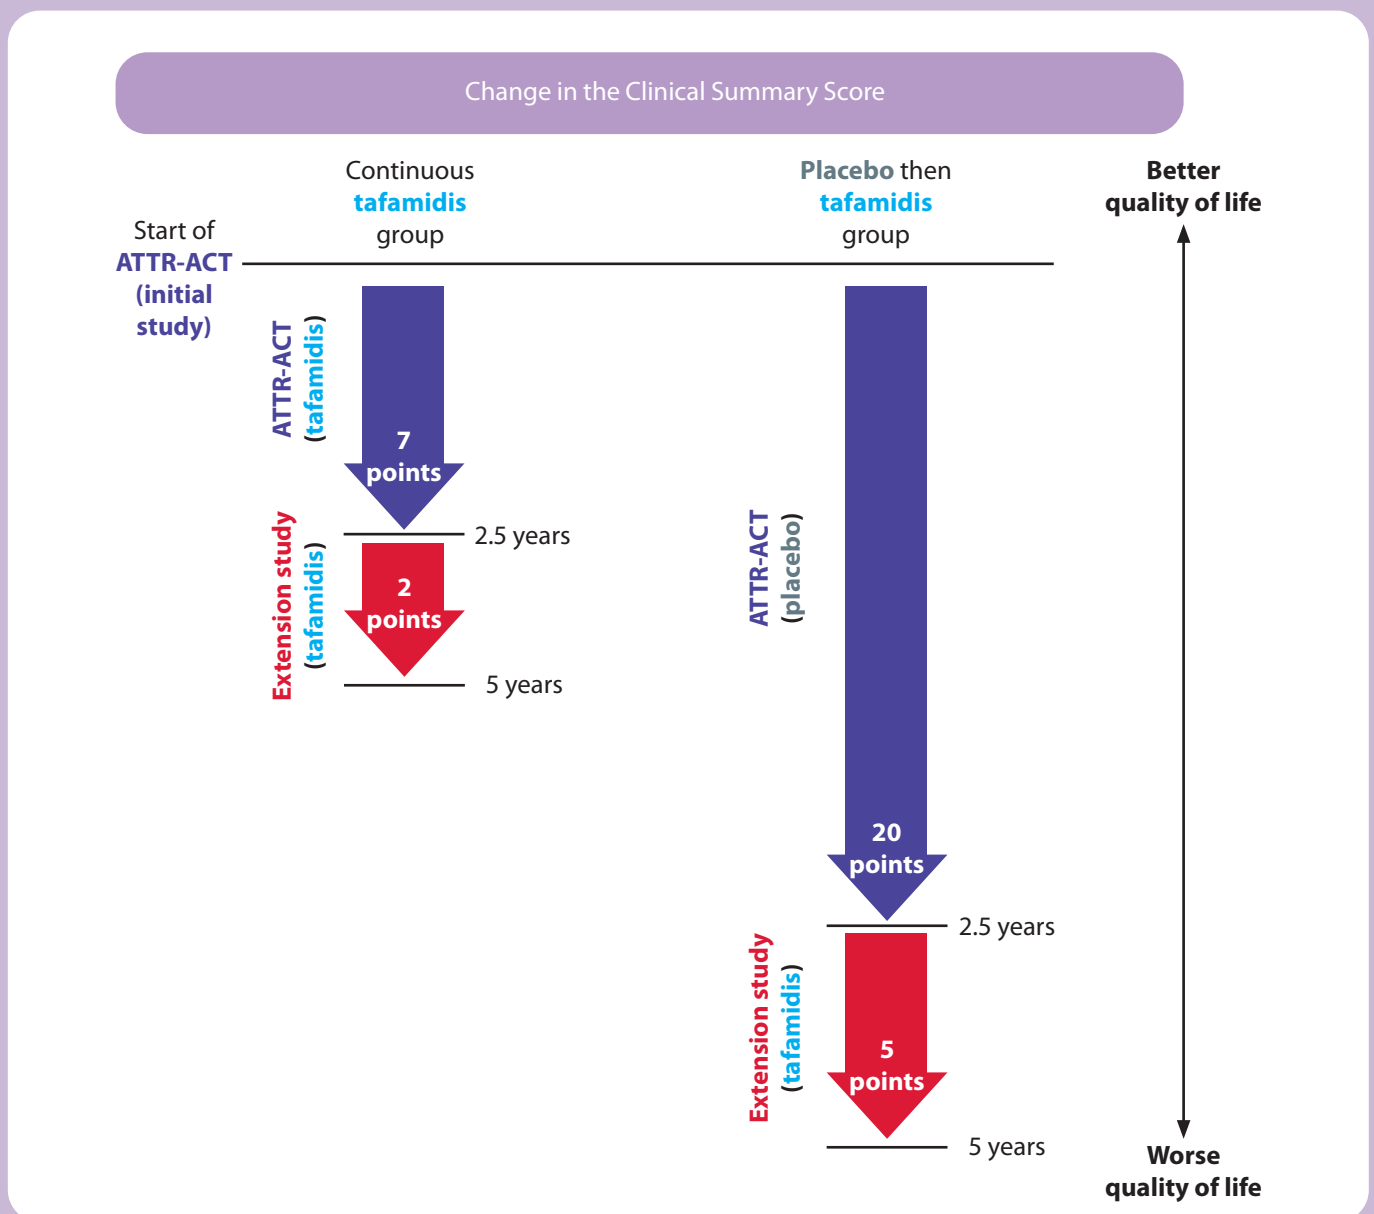 Change in the Clinical Summary Score
Continuous
tafamidis
group
Placebo then
tafamidis
group
Better
quality of life
Start of
ATTR-ACT
(initial
study)
ATTR-ACT
(tafamidis)
7
points
2.5 years
Extension study
(tafamidis)
2
points
5 years
ATTR-ACT
(placebo)
20
points
2.5 years
Extension study
(tafamidis)
5
points
5 years
Worse
quality of life